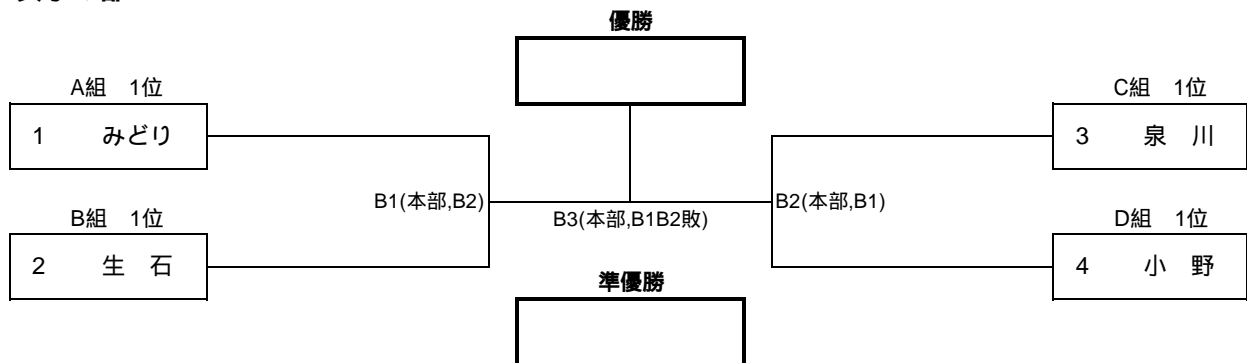 優勝
A組 1位
C組 1位
1 みどり
3 泉 川
B1(本部,B2)
B3(本部,B1B2敗)
B2(本部,B1)
B組 1位
D組 1位
2 生 石
4 小 野
準優勝